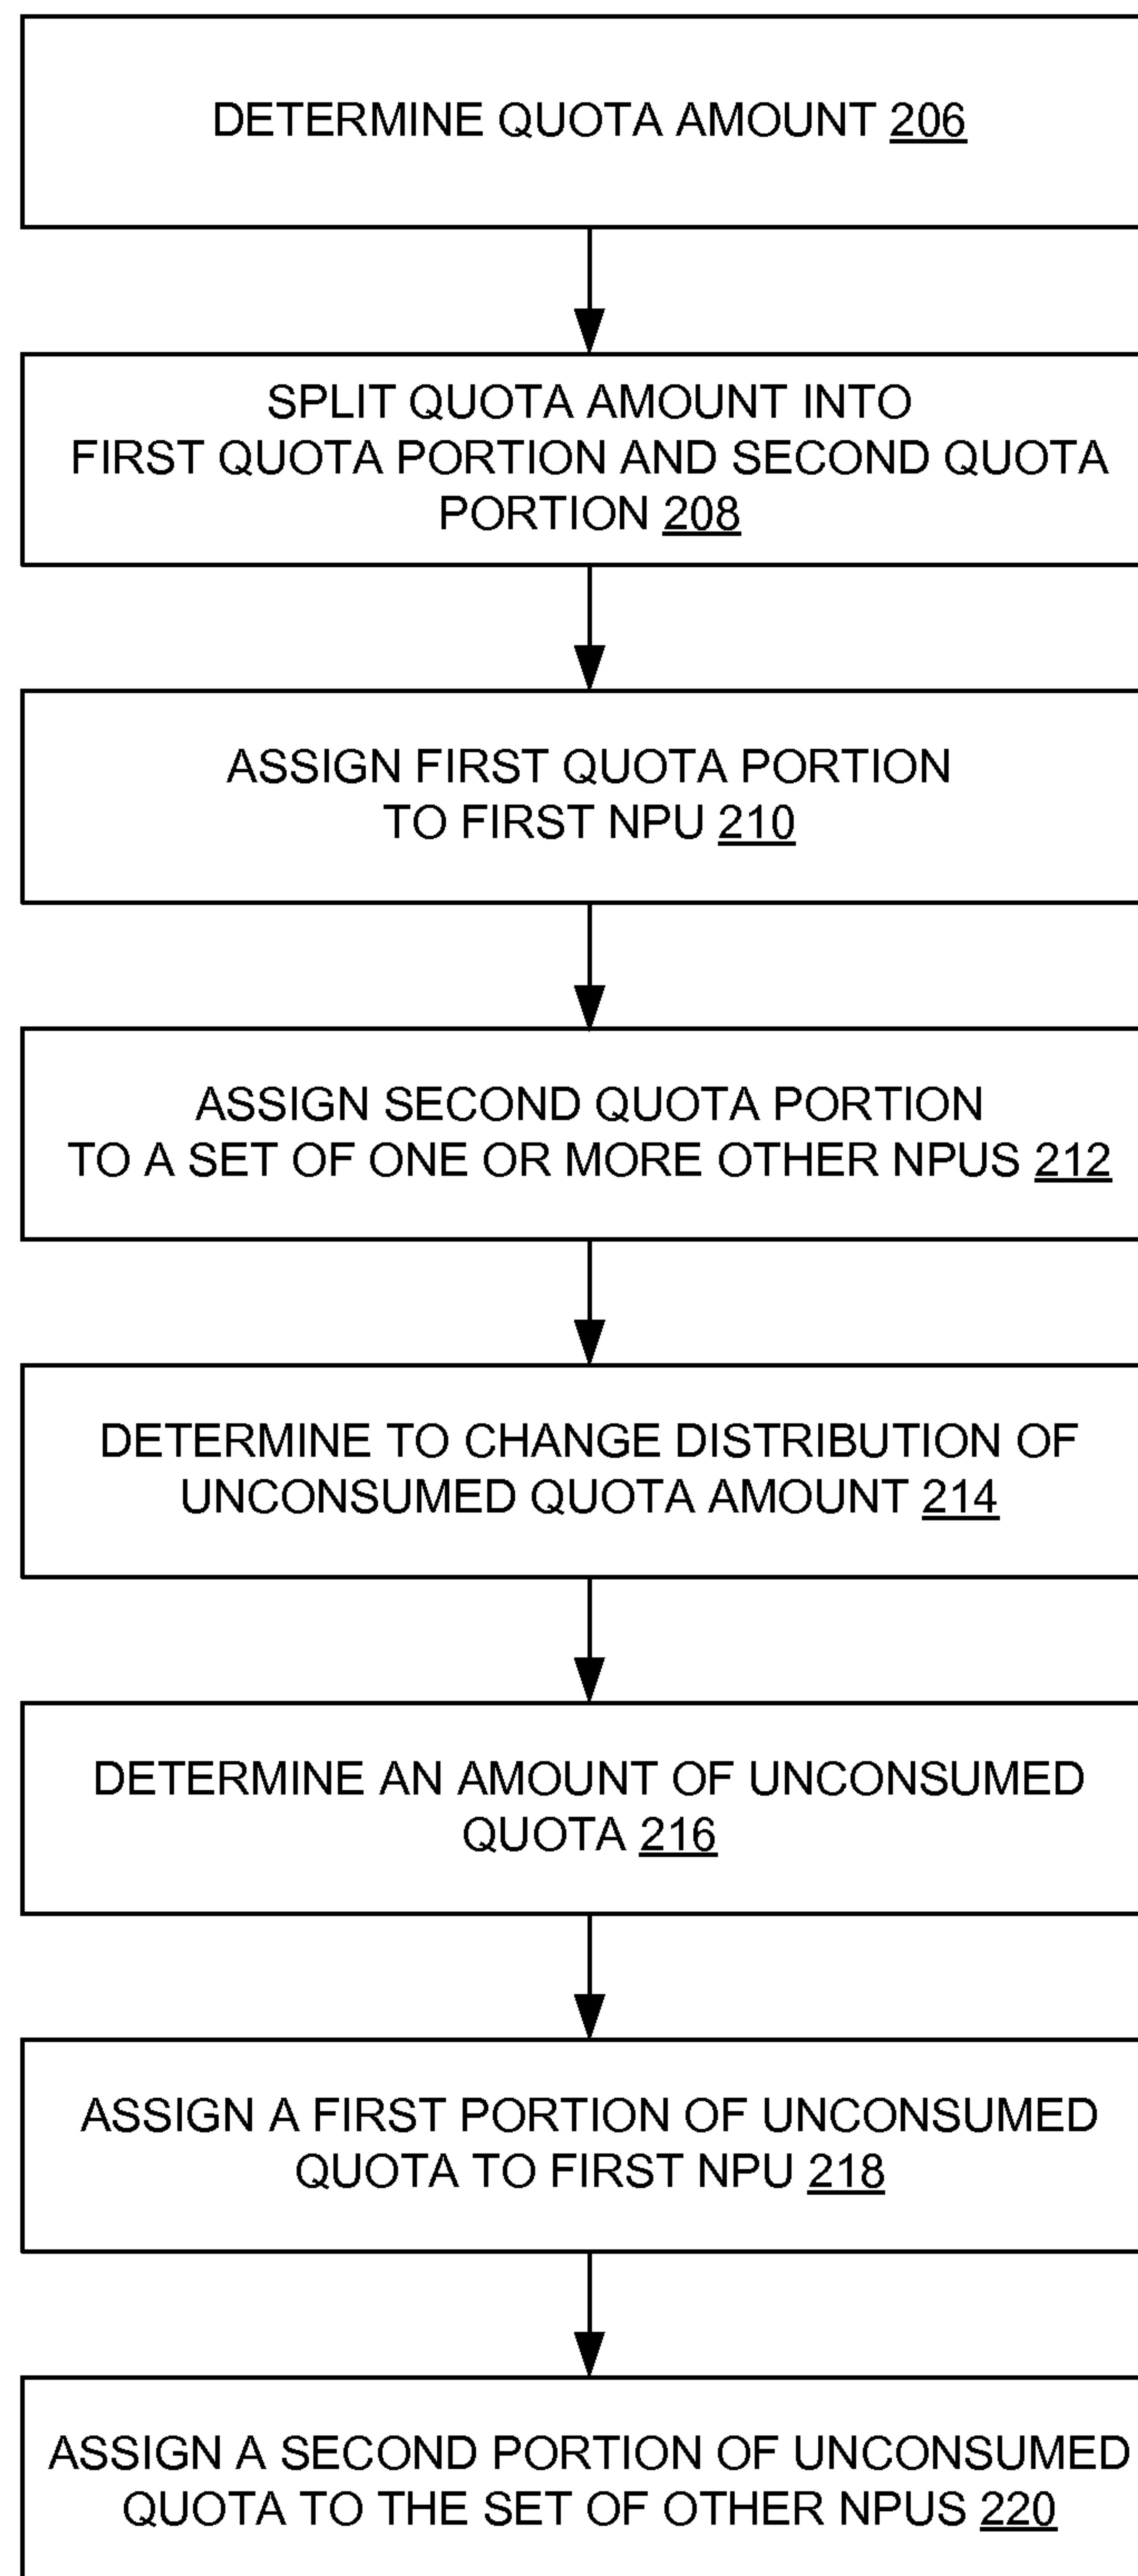 DETERMINE QUOTA AMOUNT 206
SPLIT QUOTA AMOUNT INTO
FIRST QUOTA PORTION AND SECOND QUOTA
PORTION 208
ASSIGN FIRST QUOTA PORTION
TO FIRST NPU 210
ASSIGN SECOND QUOTA PORTION
TO A SET OF ONE OR MORE OTHER NPUS 212
DETERMINE TO CHANGE DISTRIBUTION OF
UNCONSUMED QUOTA AMOUNT 214
DETERMINE AN AMOUNT OF UNCONSUMED
QUOTA 216
ASSIGN A FIRST PORTION OF UNCONSUMED
QUOTA TO FIRST NPU 218
ASSIGN A SECOND PORTION OF UNCONSUMED
QUOTA TO THE SET OF OTHER NPUS 220